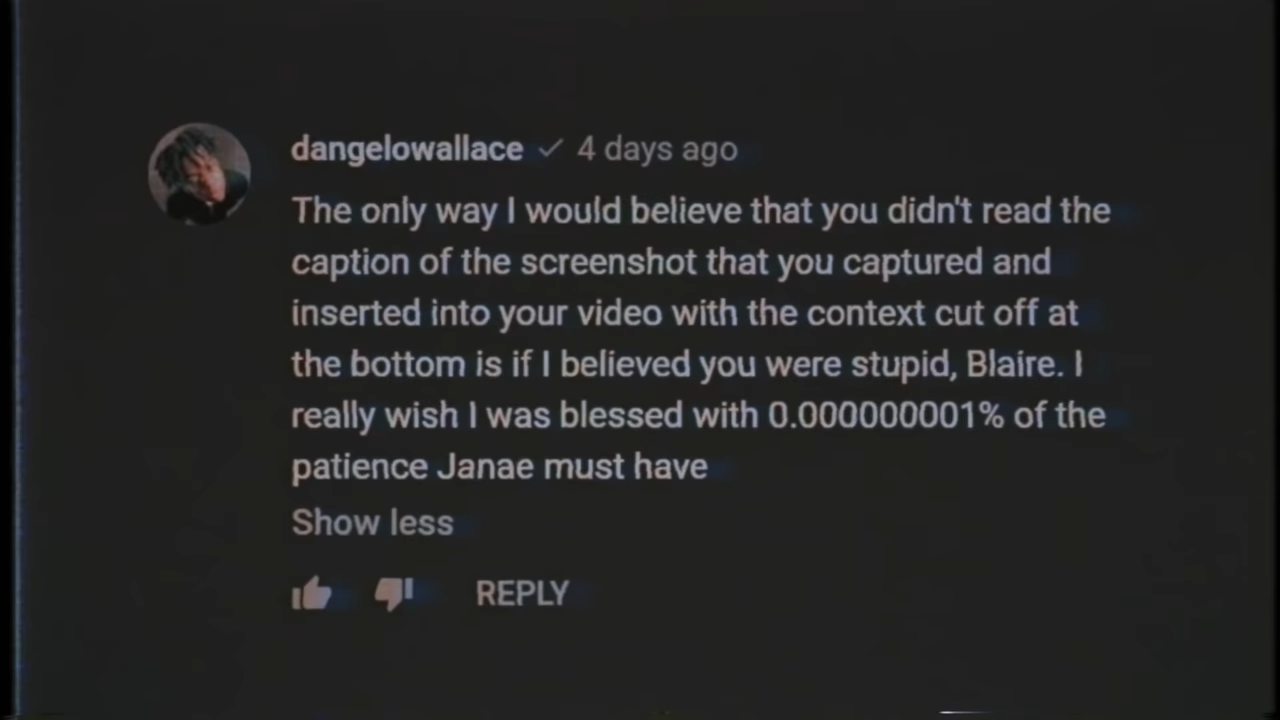 dangelowallace ✓ 4 days ago
The only way I would believe that you didn't read the
caption of the screenshot that you captured and
inserted into your video with the context cut off at
the bottom is if I believed you were stupid, Blaire. I
really wish I was blessed with 0.000000001% of the
patience Janae must have
Show less
REPLY